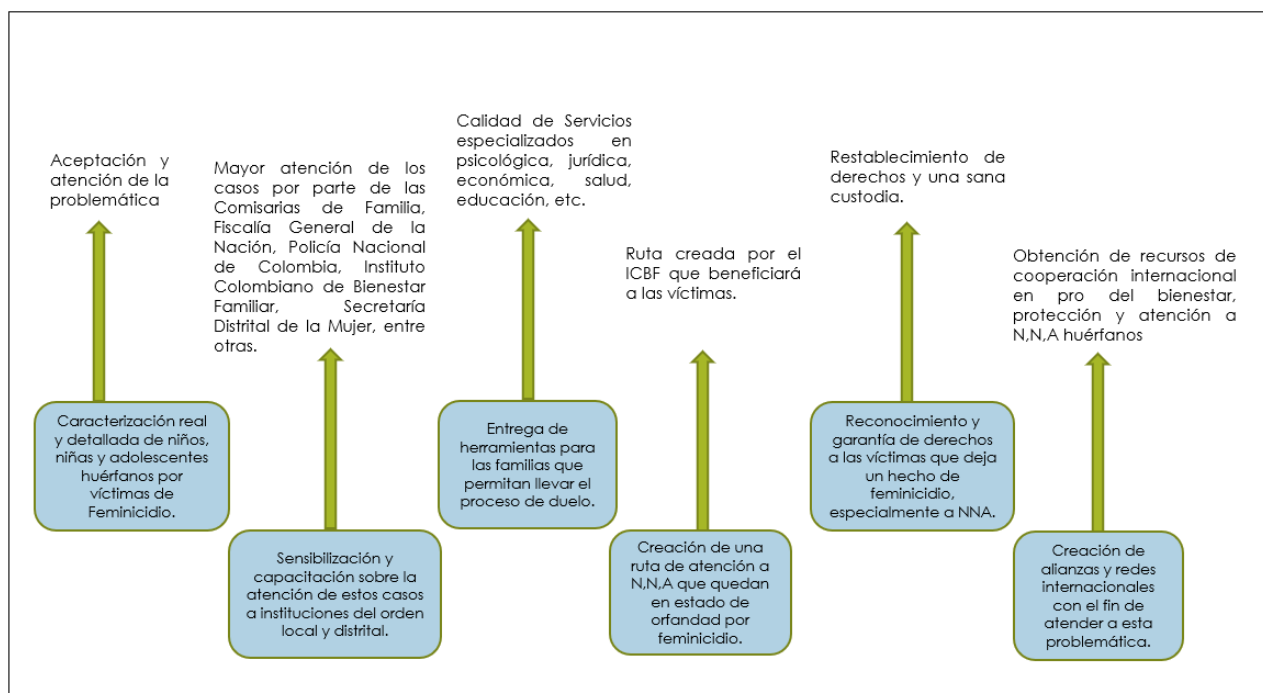 Aceptación y
atención de la
problemática
Mayor atención de los
casos por parte de las
Comisarias de Familia,
Fiscalía General de la
Nación, Policía Nacional
de Colombia, Instituto
Colombiano de Bienestar
Familiar, Secretaría
Distrital de la Mujer, entre
otras.
Calidad de Servicios
especializados en
psicológica, jurídica,
económica, salud,
educación, etc.
Ruta creada por el
ICBF que beneficiará
a las víctimas.
Restablecimiento de
derechos y una sana
custodia.
Obtención de recursos de
cooperación internacional
en pro del bienestar,
protección y atención a
N,N,A huérfanos
Caracterización real
y detallada de niños,
niñas y adolescentes
huérfanos por
víctimas de
Feminicidio.
Sensibilización y
capacitación sobre la
atención de estos casos
a instituciones del orden
local y distrital.
Entrega de
herramientas para
las familias que
permitan llevar el
proceso de duelo.
Creación de una
ruta de atención a
N,N,A que quedan
en estado de
orfandad por
feminicidio.
Reconocimiento y
garantía de derechos
a las víctimas que deja
un hecho de
feminicidio,
especialmente a NNA.
Creación de
alianzas y redes
internacionales
con el fin de
atender a esta
problemática.